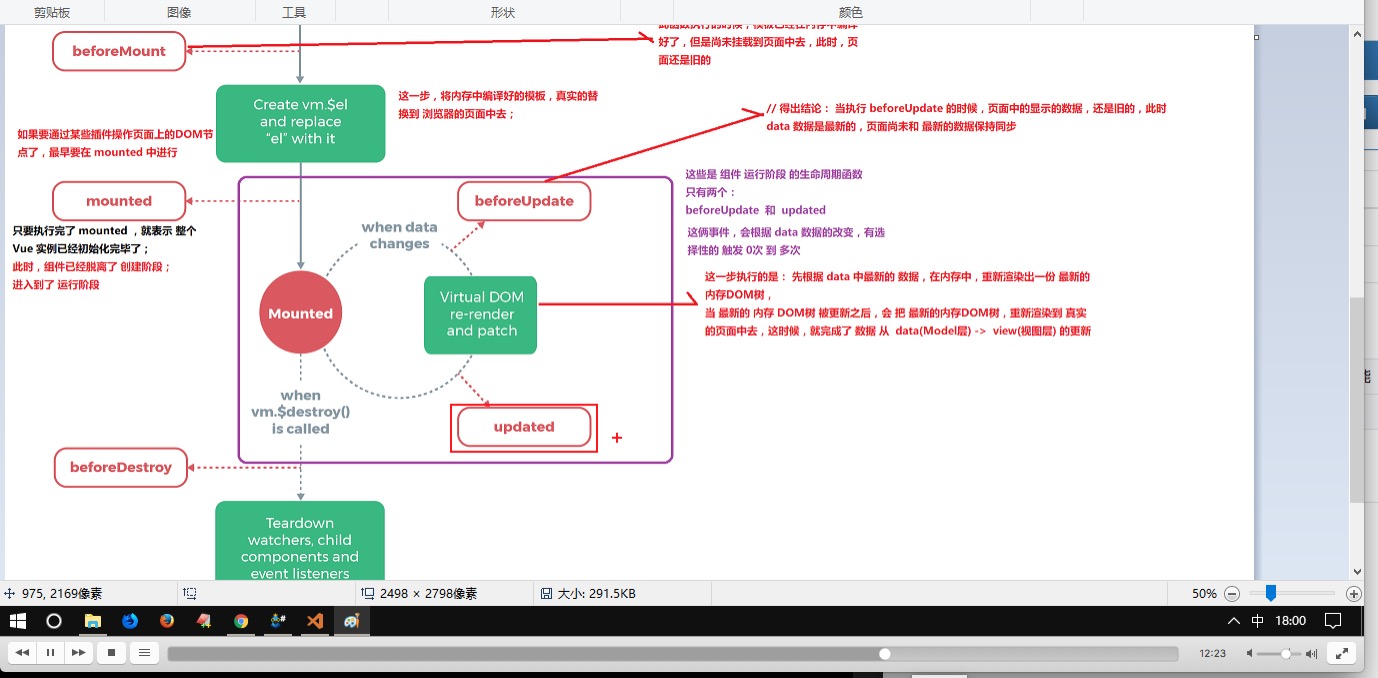 剪贴板
图像
工具
形状
颜色
beforeMount
好了，但是尚未挂载到页面中去，此时，页
面还是旧的
Create vm.$el
and replace
"el" with it
这一步，将内存中编译好的模板，真实的替
换到 浏览器的页面中去；
// 得出结论： 当执行 beforeUpdate 的时候，页面中的显示的数据，还是旧的，此时
data 数据是最新的，页面尚未和 最新的数据保持同步
如果要通过某些插件操作页面上的DOM节
点了，最早要在 mounted 中进行
mounted
beforeUpdate
这些是 组件 运行阶段 的生命周期函数
只有两个：
beforeUpdate 和 updated
这俩事件，会根据 data 数据的改变，有选
择性的 触发 0次 到 多次
只要执行完了 mounted ，就表示 整个
Vue 实例已经初始化完毕了；
此时，组件已经脱离了 创建阶段；
进入到了 运行阶段
when data
changes
Mounted
Virtual DOM
re-render
and patch
这一步执行的是： 先根据 data 中最新的 数据，在内存中，重新渲染出一份 最新的
内存DOM树，
当 最新的 内存 DOM树 被更新之后，会 把 最新的内存DOM树，重新渲染到 真实
的页面中去，这时候，就完成了 数据 从 data(Model层) -> view(视图层) 的更新
when
vm.$destroy()
is called
updated
beforeDestroy
Teardown
watchers, child
components and
event listeners
975, 2169像素
2498 × 2798像素
大小: 291.5KB
50%
中
18:00
12:23